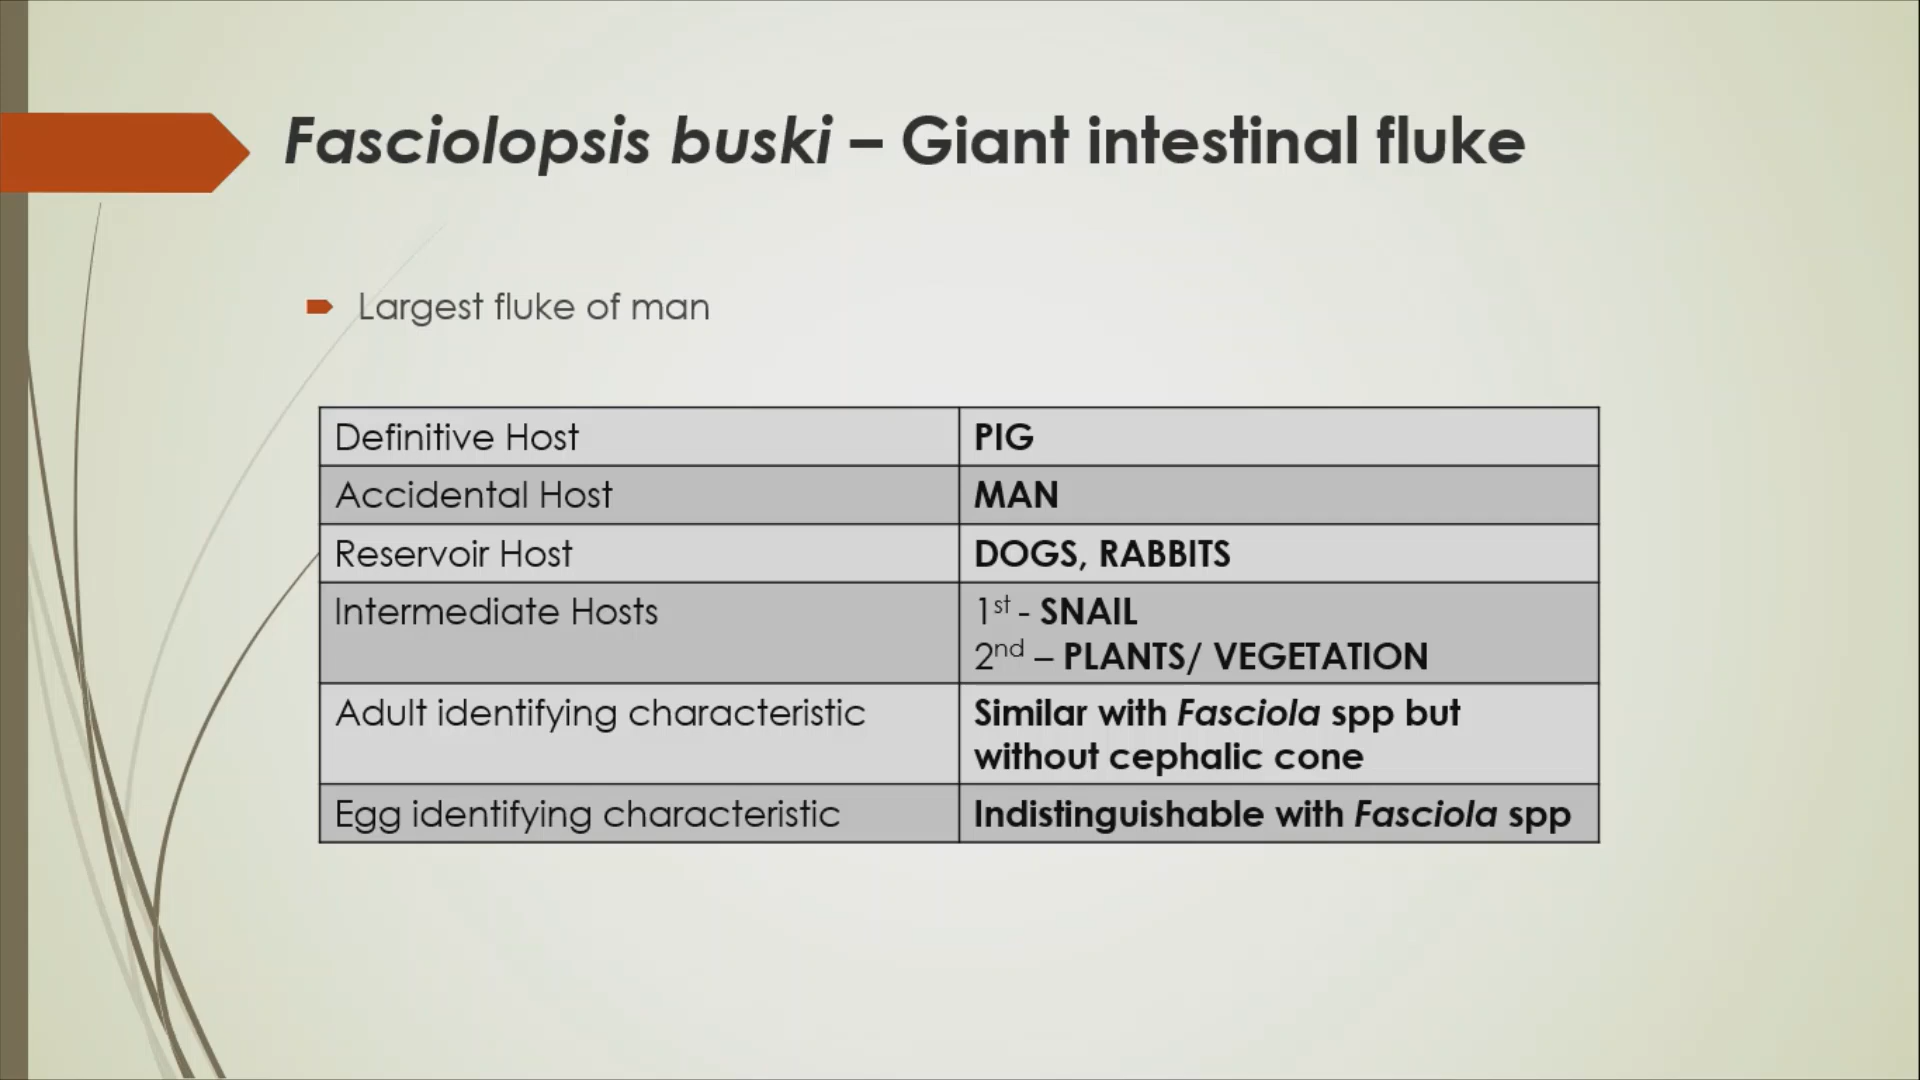 Fasciolopsis buski – Giant intestinal fluke
Largest fluke of man
Definitive Host
PIG
Accidental Host
MAN
Reservoir Host
DOGS, RABBITS
Intermediate Hosts
1st - SNAIL
2nd – PLANTS/ VEGETATION
Adult identifying characteristic
Similar with Fasciola spp but
without cephalic cone
Egg identifying characteristic
Indistinguishable with Fasciola spp